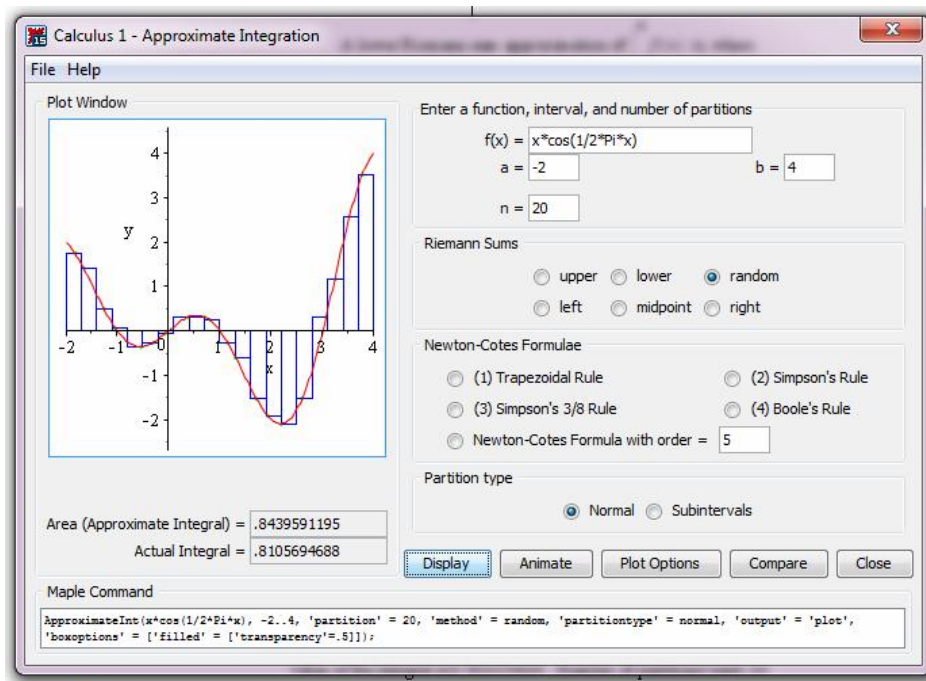 Calculus 1 - Approximate Integration
File Help
Plot Window
4
3
y
2
1
-2
-1
0
1
2
3
4
x
-1
-2
Area (Approximate Integral) = .8439591195
Actual Integral = .8105694688
Enter a function, interval, and number of partitions
f(x) = x*cos(1/2*Pi*x)
a = -2
b = 4
n = 20
Riemann Sums
upper lower random
left midpoint right
Newton-Cotes Formulae
(1) Trapezoidal Rule (2) Simpson's Rule
(3) Simpson's 3/8 Rule (4) Boole's Rule
Newton-Cotes Formula with order = 5
Partition type
Normal Subintervals
Display Animate Plot Options Compare Close
Maple Command
ApproximateInt(x*cos(1/2*Pi*x), -2..4, 'partition' = 20, 'method' = random, 'partitiontype' = normal, 'output' = 'plot',
'boxoptions' = ['filled' = ['transparency'=.5]]);